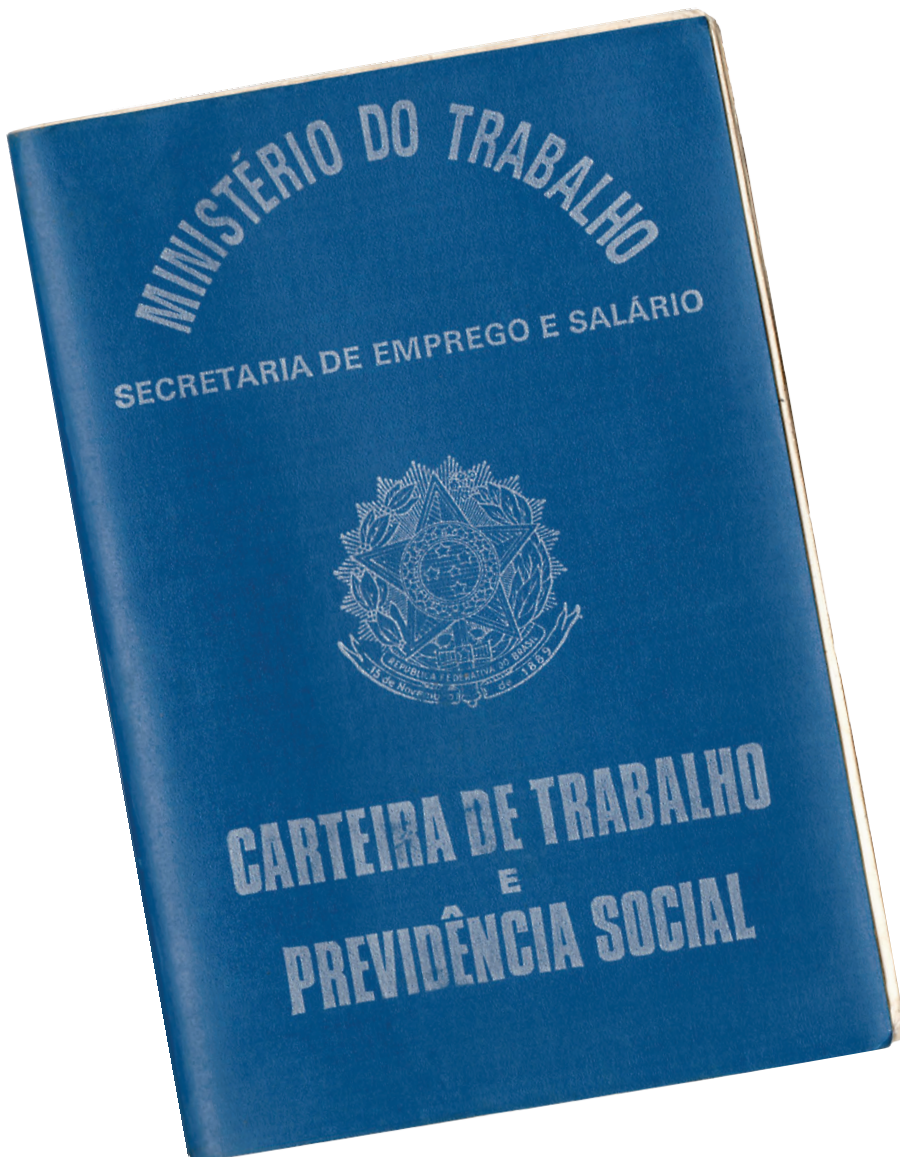 MINISTÉRIO DO TRABALHO
SECRETARIA DE EMPREGO E SALÁRIO
REPÚBLICA FEDERATIVA DO BRASIL
15 de Novembro de 1889
CARTEIRA DE TRABALHO
E
PREVIDÊNCIA SOCIAL